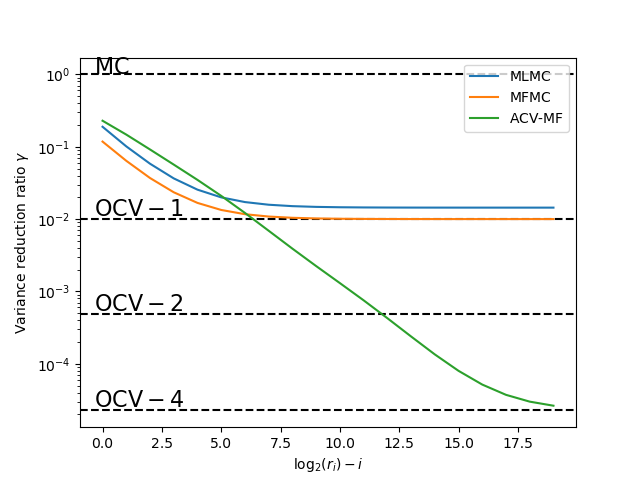 MC
MLMC
MFMC
ACV-MF
OCV − 1
OCV − 2
OCV − 4
Variance reduction ratio γ
10⁰
10⁻¹
10⁻²
10⁻³
10⁻⁴
0.0 2.5 5.0 7.5 10.0 12.5 15.0 17.5
log₂(rᵢ) − i